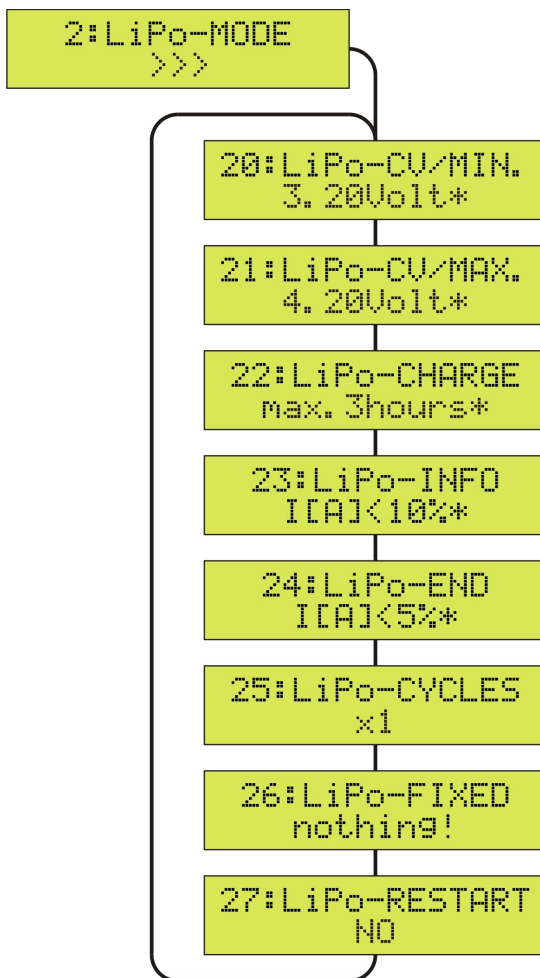 2:LiPo-MODE
>>>
20:LiPo-CV/MIN.
3.20Volt*
21:LiPo-CV/MAX.
4.20Volt*
22:LiPo-CHARGE
max.3hours*
23:LiPo-INFO
I[A]<10%*
24:LiPo-END
I[A]<5%*
25:LiPo-CYCLES
x1
26:LiPo-FIXED
nothing!
27:LiPo-RESTART
NO